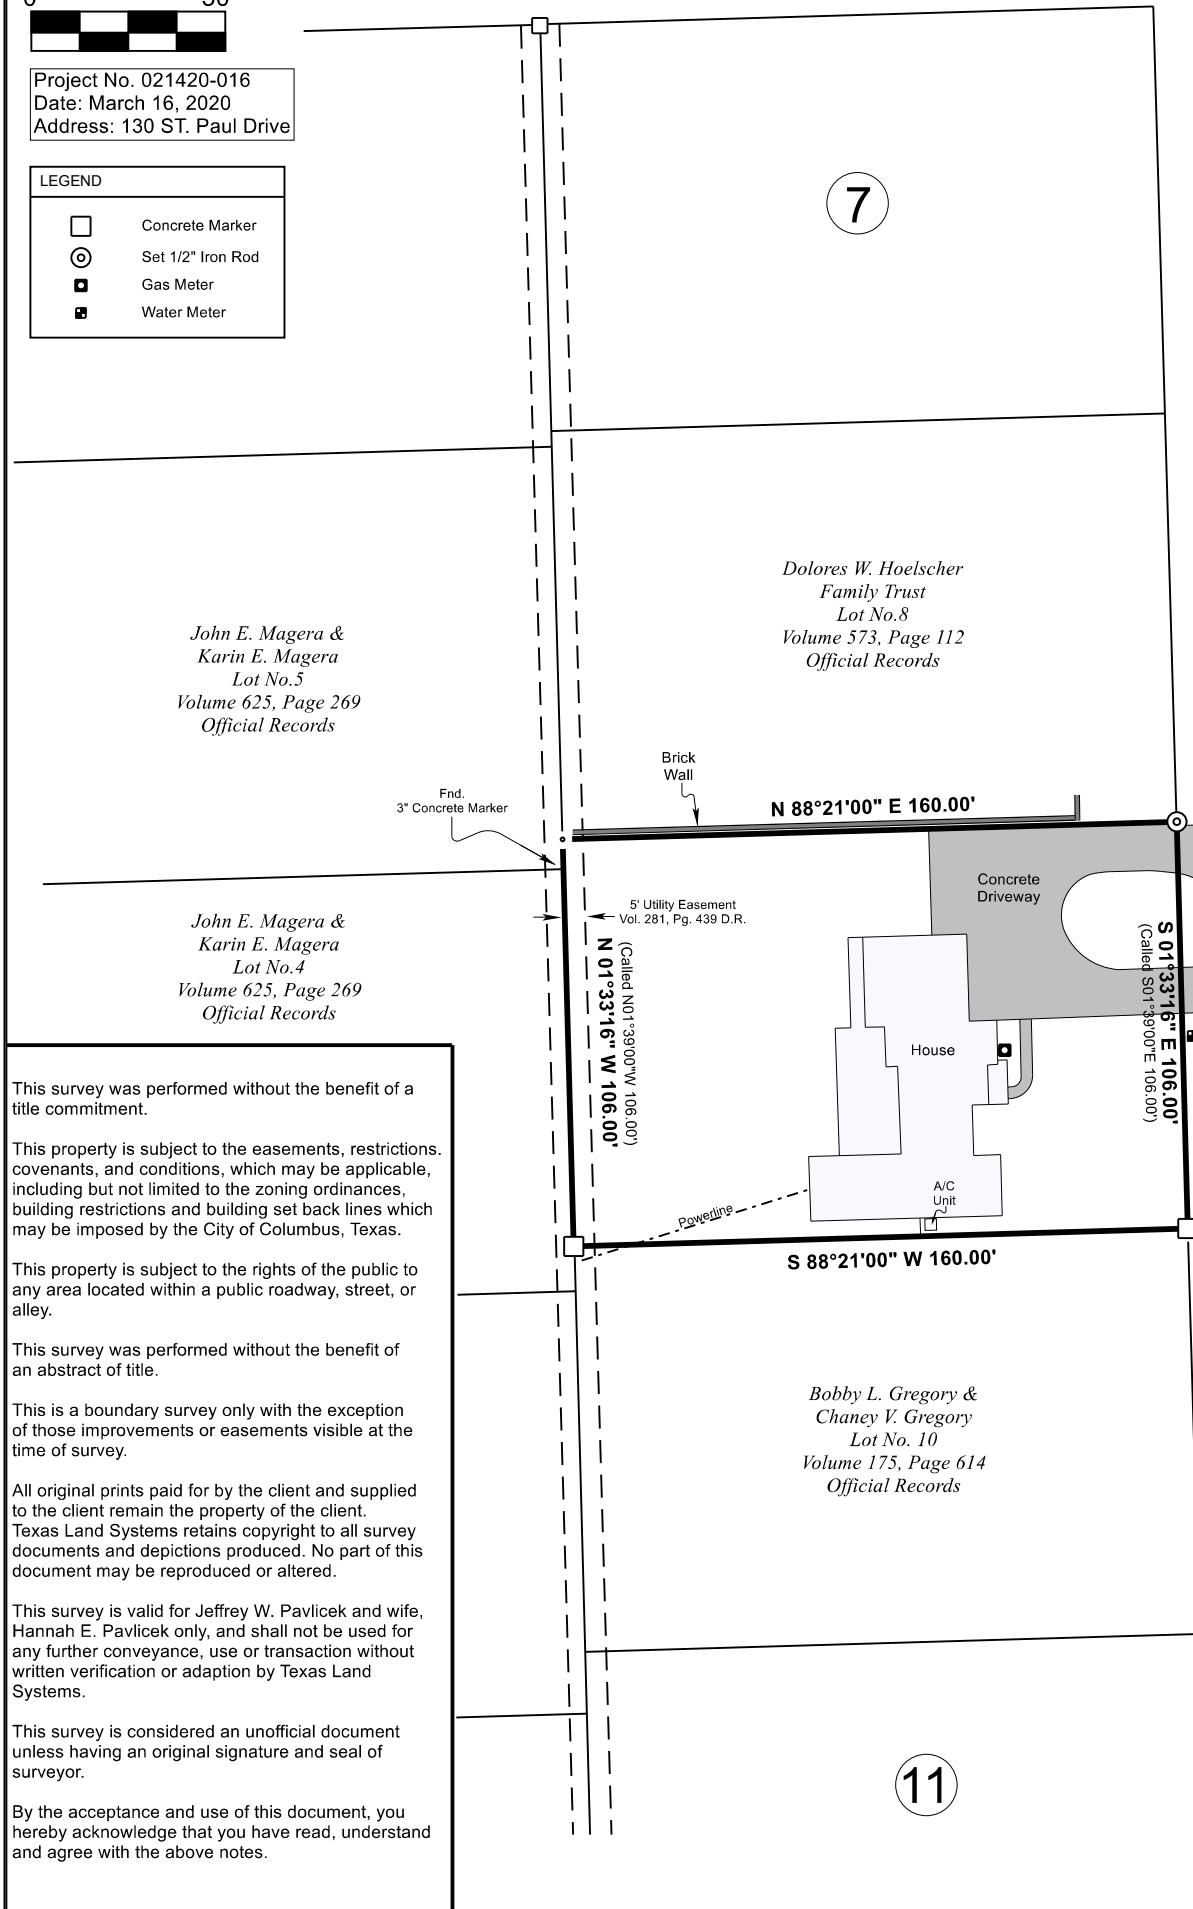 Project No. 021420-016
Date: March 16, 2020
Address: 130 ST. Paul Drive
LEGEND
Concrete Marker
Set 1/2" Iron Rod
Gas Meter
Water Meter
7
John E. Magera &
Karin E. Magera
Lot No.5
Volume 625, Page 269
Official Records
Dolores W. Hoelscher
Family Trust
Lot No.8
Volume 573, Page 112
Official Records
Brick
Wall
Fnd.
3" Concrete Marker
N 88°21'00" E 160.00'
Concrete
Driveway
5' Utility Easement
Vol. 281, Pg. 439 D.R.
John E. Magera &
Karin E. Magera
Lot No.4
Volume 625, Page 269
Official Records
N 01°33'16" W 106.00'
(Called N01°39'00"W 106.00')
S 01°33'16" E 106.00'
(Called S01°39'00"E 106.00')
House
A/C
Unit
Powerline
S 88°21'00" W 160.00'
This survey was performed without the benefit of a
title commitment.
This property is subject to the easements, restrictions.
covenants, and conditions, which may be applicable,
including but not limited to the zoning ordinances,
building restrictions and building set back lines which
may be imposed by the City of Columbus, Texas.
This property is subject to the rights of the public to
any area located within a public roadway, street, or
alley.
This survey was performed without the benefit of
an abstract of title.
This is a boundary survey only with the exception
of those improvements or easements visible at the
time of survey.
All original prints paid for by the client and supplied
to the client remain the property of the client.
Texas Land Systems retains copyright to all survey
documents and depictions produced. No part of this
document may be reproduced or altered.
This survey is valid for Jeffrey W. Pavlicek and wife,
Hannah E. Pavlicek only, and shall not be used for
any further conveyance, use or transaction without
written verification or adaption by Texas Land
Systems.
This survey is considered an unofficial document
unless having an original signature and seal of
surveyor.
By the acceptance and use of this document, you
hereby acknowledge that you have read, understand
and agree with the above notes.
Bobby L. Gregory &
Chaney V. Gregory
Lot No. 10
Volume 175, Page 614
Official Records
11